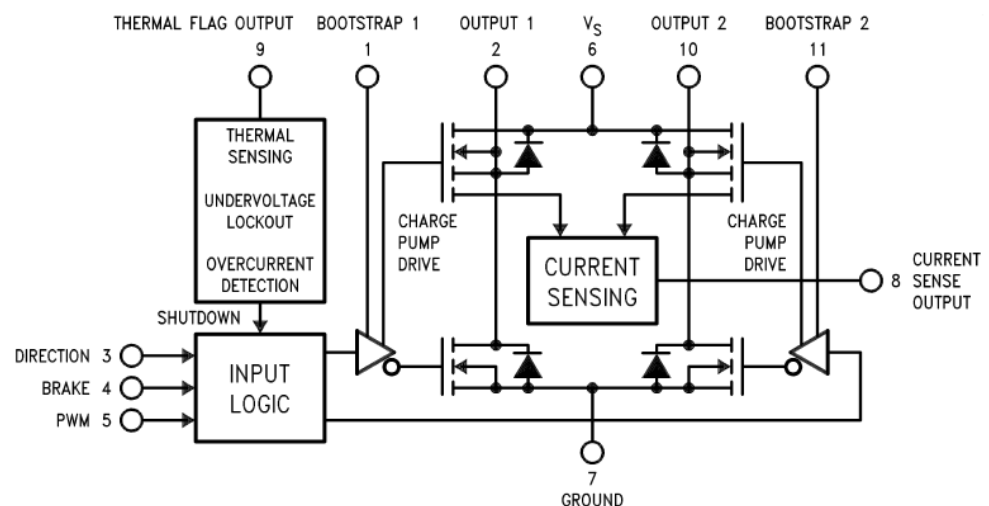 THERMAL FLAG OUTPUT
9
BOOTSTRAP 1
1
OUTPUT 1
2
VS
6
OUTPUT 2
10
BOOTSTRAP 2
11
THERMAL
SENSING
UNDERVOLTAGE
LOCKOUT
OVERCURRENT
DETECTION
SHUTDOWN
CHARGE
PUMP
DRIVE
CURRENT
SENSING
CHARGE
PUMP
DRIVE
8 CURRENT
SENSE
OUTPUT
DIRECTION 3
BRAKE 4
PWM 5
INPUT
LOGIC
7
GROUND